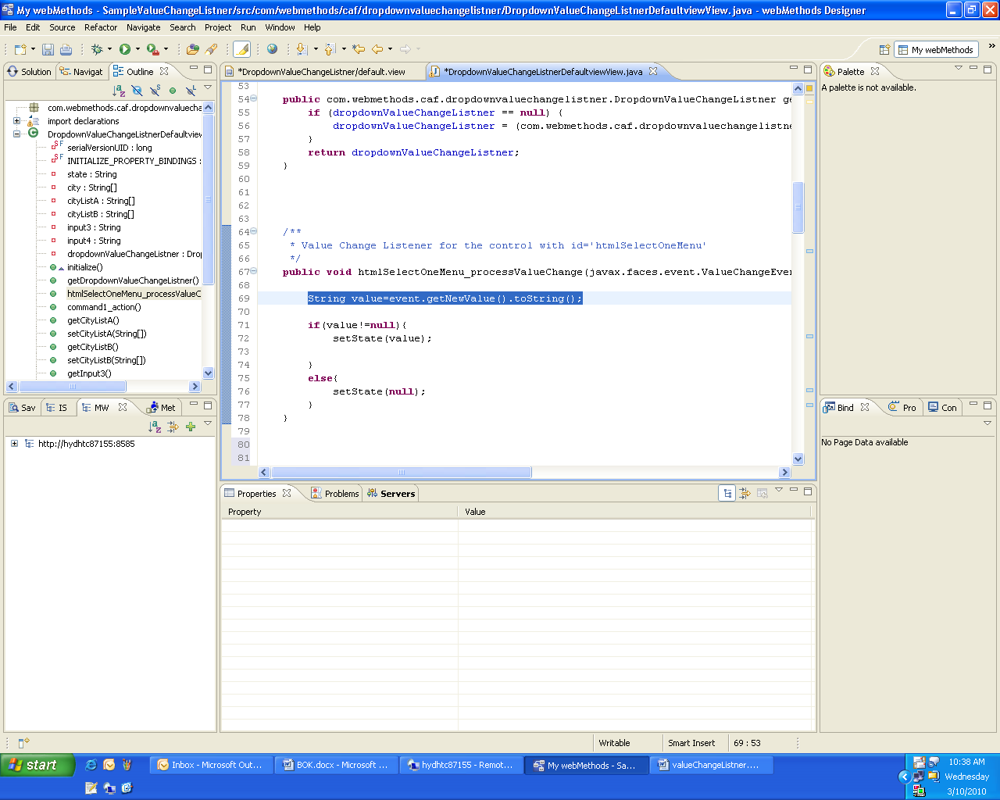 My webMethods - SampleValueChangeListner/src/com/webmethods/caf/dropdownvaluechangelistner/DropdownValueChangeListnerDefaultviewView.java - webMethods Designer
File Edit Source Refactor Navigate Search Project Run Window Help
My webMethods
Solution Navigat Outline
com.webmethods.caf.dropdownvaluecha
import declarations
DropdownValueChangeListnerDefaultview
serialVersionUID : long
INITIALIZE_PROPERTY_BINDINGS :
state : String
city : String[]
cityListA : String[]
cityListB : String[]
input3 : String
input4 : String
dropdownValueChangeListner : Drop
initialize()
getDropdownValueChangeListner()
htmlSelectOneMenu_processValueC
command1_action()
getCityListA()
setCityListA(String[])
getCityListB()
setCityListB(String[])
getInput3()
*DropdownValueChangeListner/default.view *DropdownValueChangeListnerDefaultviewView.java
53
54 public com.webmethods.caf.dropdownvaluechangelistner.DropdownValueChangeListner ge
55 if (dropdownValueChangeListner == null) {
56 dropdownValueChangeListner = (com.webmethods.caf.dropdownvaluechangelistne
57 }
58 return dropdownValueChangeListner;
59 }
60
61
62
63
64 /**
65 * Value Change Listener for the control with id='htmlSelectOneMenu'
66 */
67 public void htmlSelectOneMenu_processValueChange(javax.faces.event.ValueChangeEven
68
69 String value=event.getNewValue().toString();
70
71 if(value!=null){
72 setState(value);
73
74 }
75 else{
76 setState(null);
77 }
78 }
79
80
81
Palette
A palette is not available.
Sav IS MW Met
http://hydhtc87155:8585
Properties Problems Servers
Property Value
Bind Pro Con
No Page Data available
Writable Smart Insert 69 : 53
start
Inbox - Microsoft Out... BOK.docx - Microsoft ... hydhtc87155 - Remot... My webMethods - Sa... valueChangeListner....
10:38 AM
Wednesday
3/10/2010